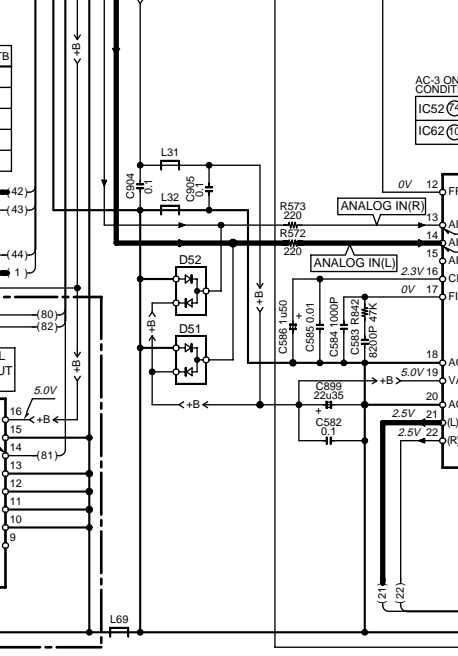 +B
TB
AC-3 ON
CONDITI
IC52 74
IC62 10
L31
C904
0.1
C905
0.1
L32
(42)
(43)
(44)
( 1 )
0V 12
R573
220
ANALOG IN(R)
13
R572
220
14
ANALOG IN(L)
15
2.3V 16
0V 17
D52
+B
+B
C586 1u50
+
C585 0.01
C584 1000P
C583 R842
8200P 47K
(80)
(82)
D51
18
+B
5.0V 19
5.0V
C899
22u35
+
C582
0.1
20
2.5V 21
2.5V 22
(L)
(R)
L
UT
+B
16
+B
+B
15
14
(81)
13
12
11
10
9
(21)
(22)
L69